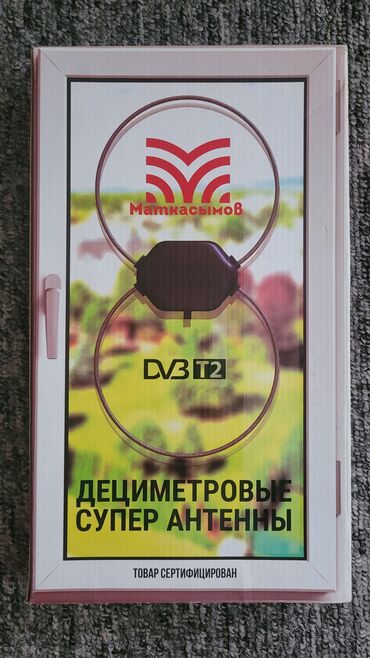 Маткасымов
DVB T2
ДЕЦИМЕТРОВЫЕ
СУПЕР АНТЕННЫ
ТОВАР СЕРТИФИЦИРОВАН